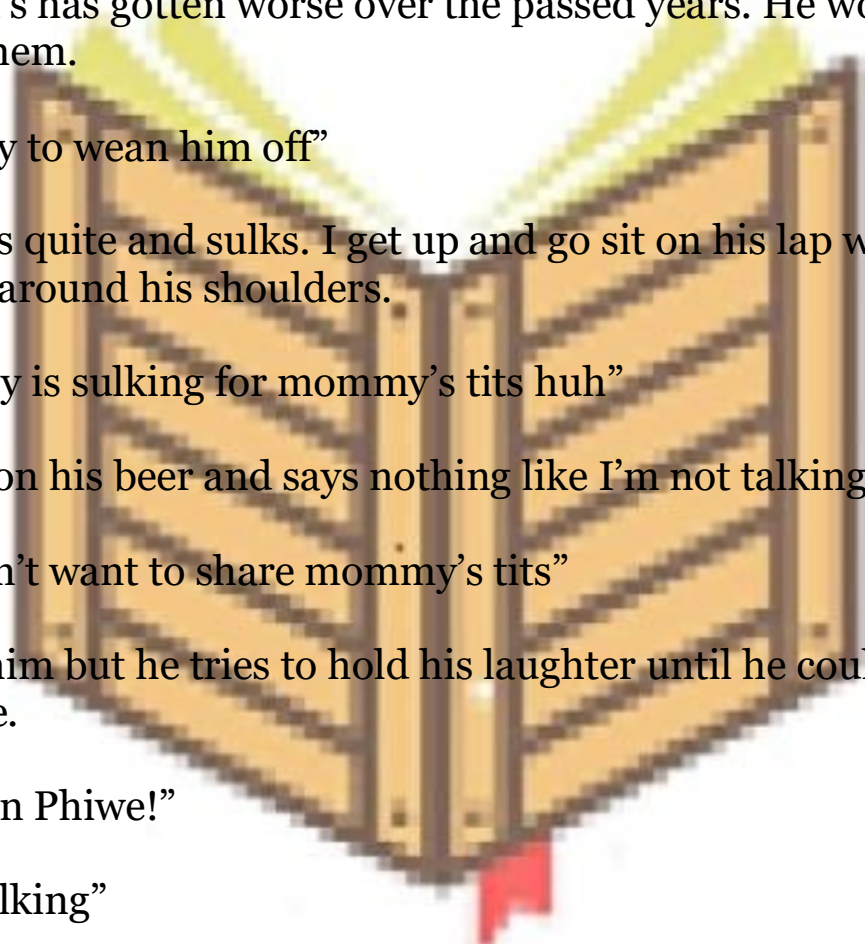 's has gotten worse over the passed years. He wo
hem.
y to wean him off”
s quite and sulks. I get up and go sit on his lap w
around his shoulders.
y is sulking for mommy’s tits huh”
on his beer and says nothing like I’m not talking
n’t want to share mommy’s tits”
him but he tries to hold his laughter until he coul
e.
n Phiwe!”
lking”